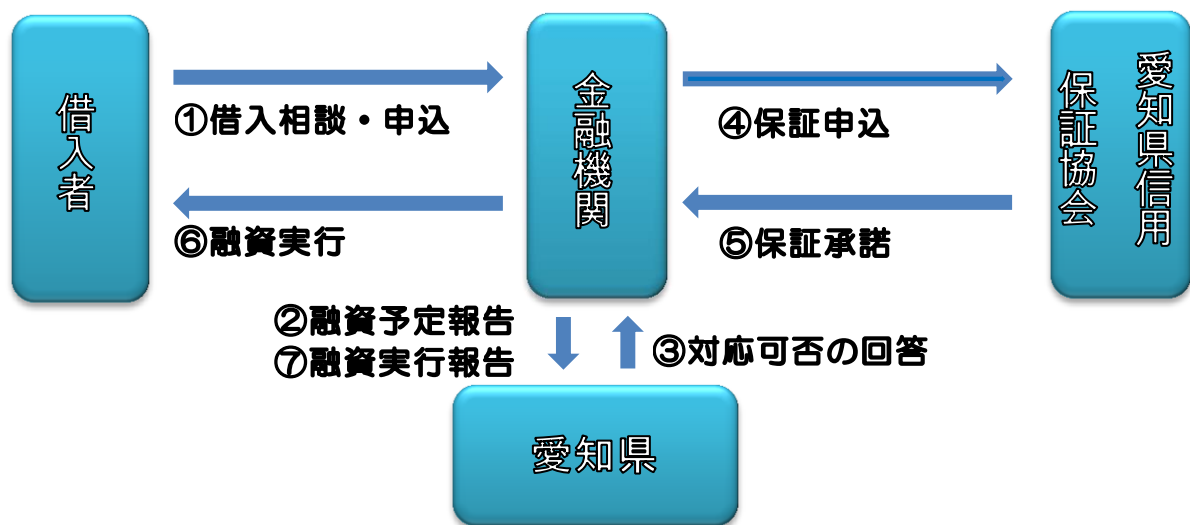 借入者
①借入相談・申込
⑥融資実行
金融機関
④保証申込
⑤保証承諾
愛知県信用
保証協会
②融資予定報告
⑦融資実行報告
③対応可否の回答
愛知県